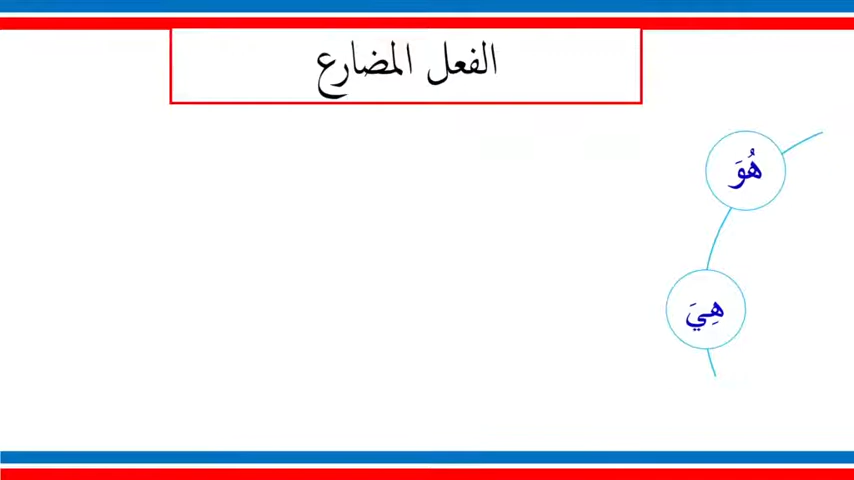 الفعل المضارع
هُوَ
هِيَ